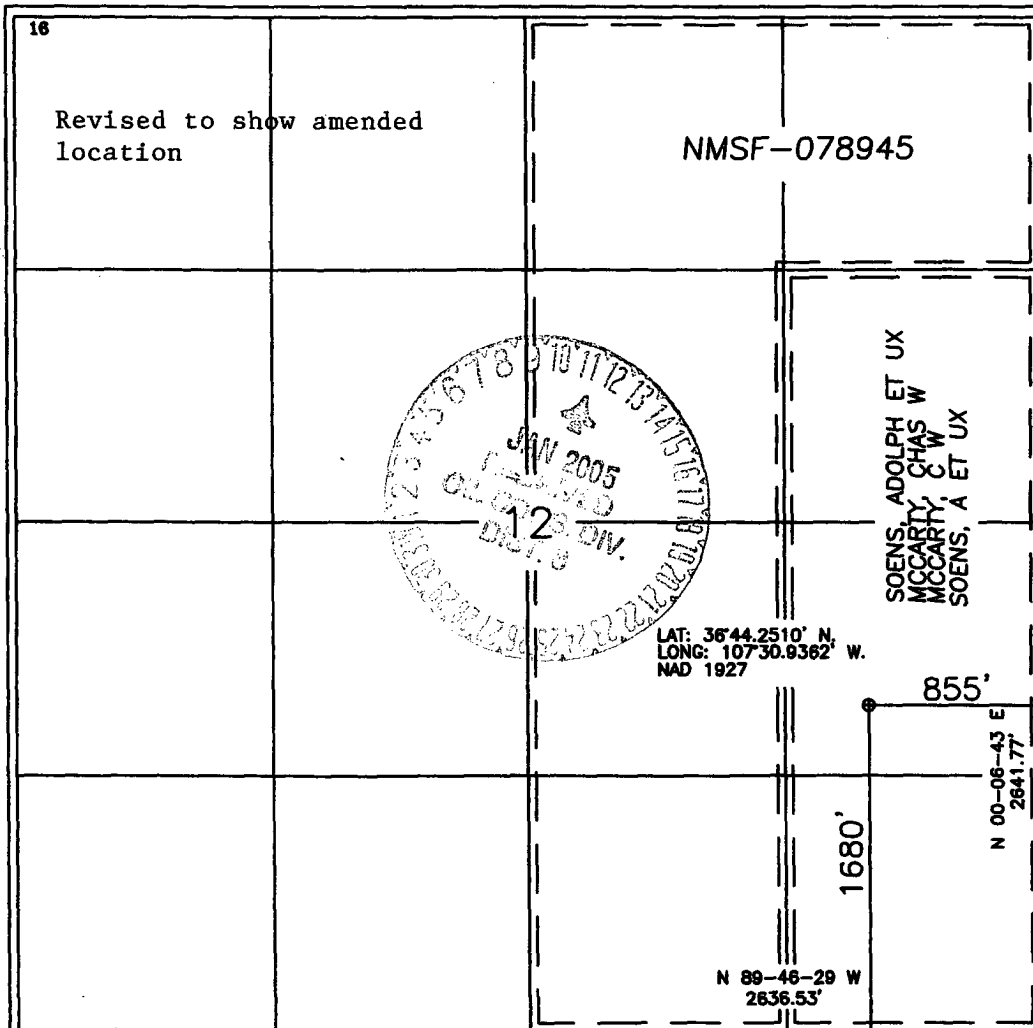 16
Revised to show amended
location
NMSF-078945
SOENS, ADOLPH ET UX
MCCARTY, CHAS W
MCCARTY, C W
SOENS, A ET UX
JAN 2005
OIL CONS. DIV.
DIST. 3
12
LAT: 36°44.2510' N.
LONG: 107°30.9362' W.
NAD 1927
855'
N 00-06-43 E
2641.77'
1680'
N 89-46-29 W
2636.53'